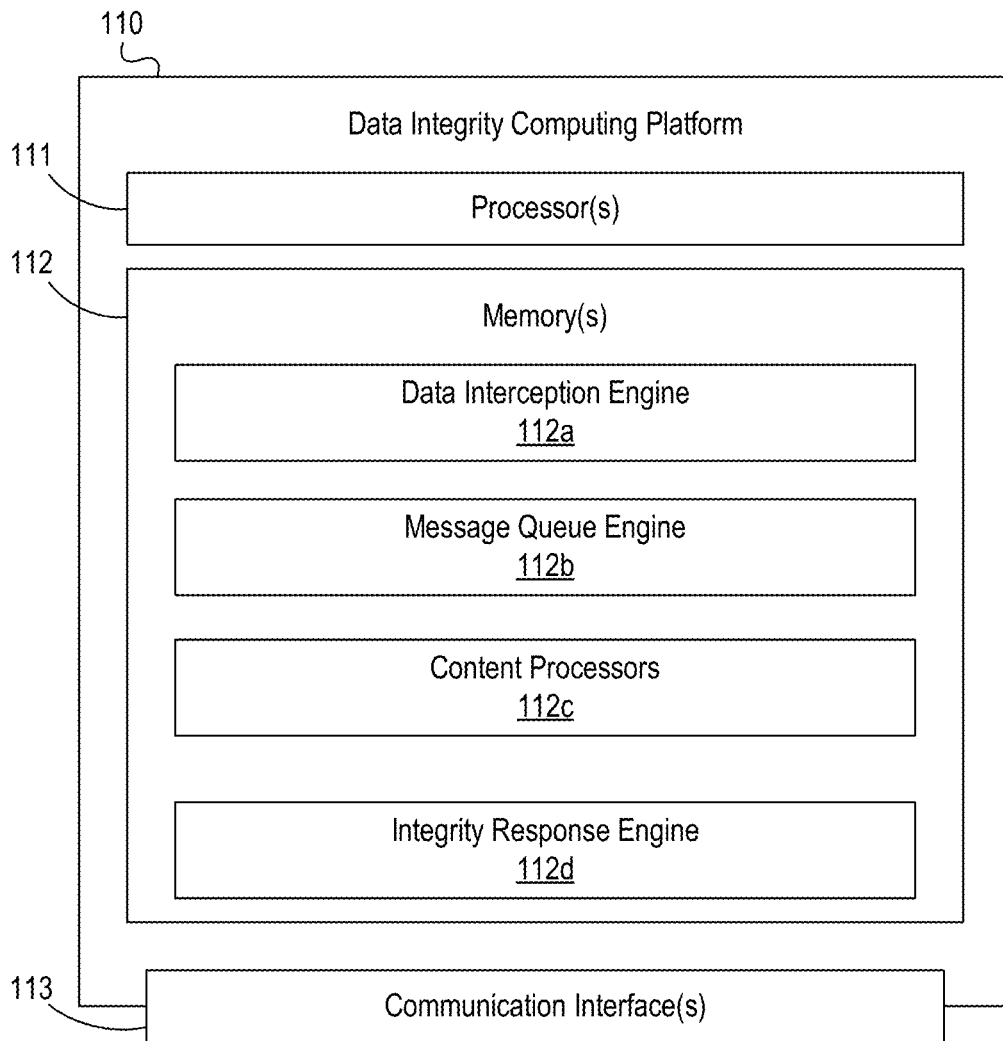 110
Data Integrity Computing Platform
111
Processor(s)
112
Memory(s)
Data Interception Engine
112a
Message Queue Engine
112b
Content Processors
112c
Integrity Response Engine
112d
113
Communication Interface(s)